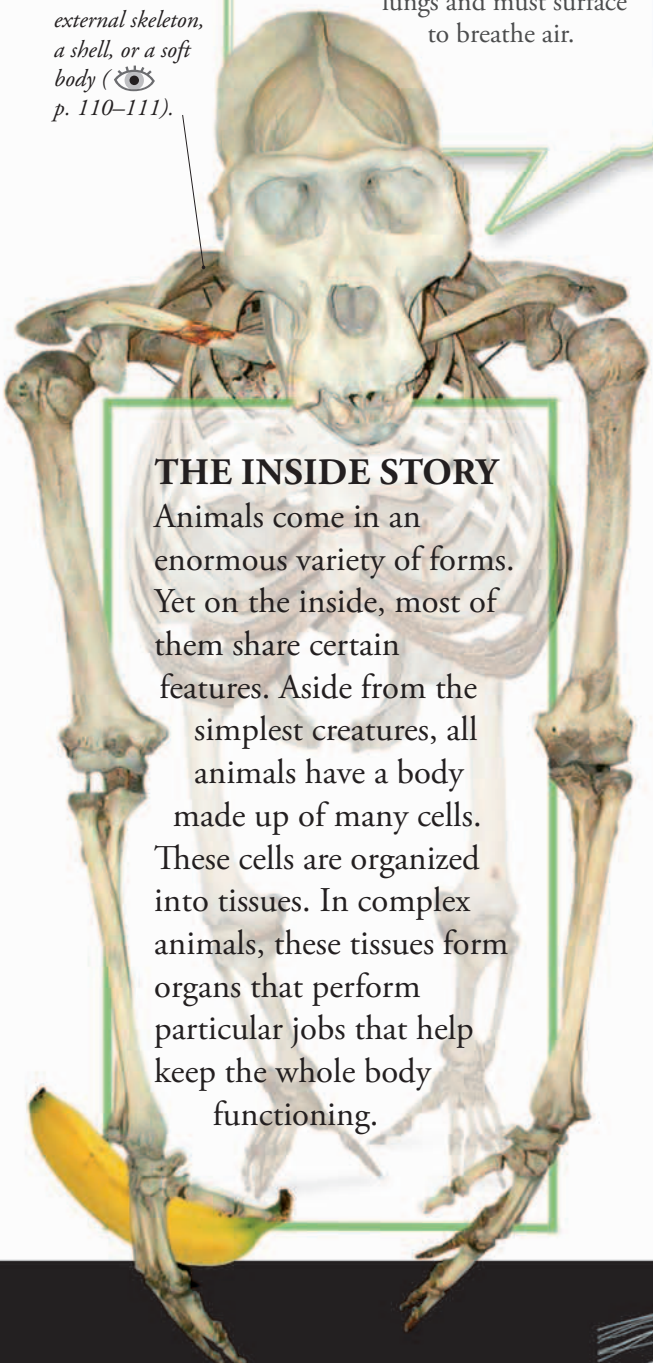 external skeleton,
a shell, or a soft
body (
p. 110–111).
lungs and must surface
to breathe air.
THE INSIDE STORY
Animals come in an
enormous variety of forms.
Yet on the inside, most of
them share certain
features. Aside from the
simplest creatures, all
animals have a body
made up of many cells.
These cells are organized
into tissues. In complex
animals, these tissues form
organs that perform
particular jobs that help
keep the whole body
functioning.